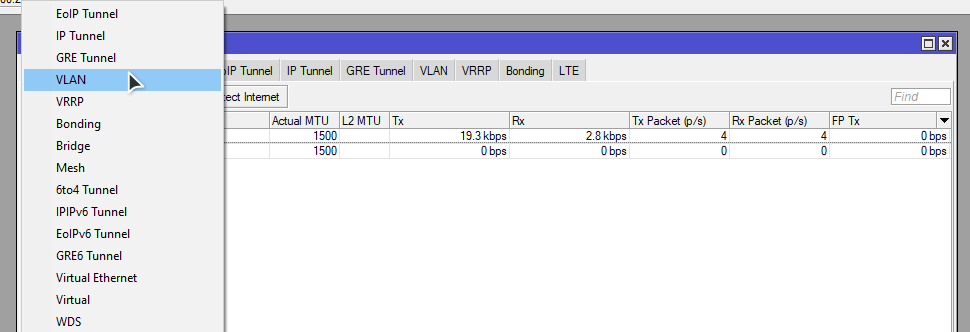 EoIP Tunnel
IP Tunnel
GRE Tunnel
VLAN
VRRP
Bonding
Bridge
Mesh
6to4 Tunnel
IPIPv6 Tunnel
EoIPv6 Tunnel
GRE6 Tunnel
Virtual Ethernet
Virtual
WDS
IP Tunnel IP Tunnel GRE Tunnel VLAN VRRP Bonding LTE
ect Internet Find
Actual MTU L2 MTU Tx Rx Tx Packet (p/s) Rx Packet (p/s) FP Tx
1500 19.3 kbps 2.8 kbps 4 4 0 bps
1500 0 bps 0 bps 0 0 0 bps